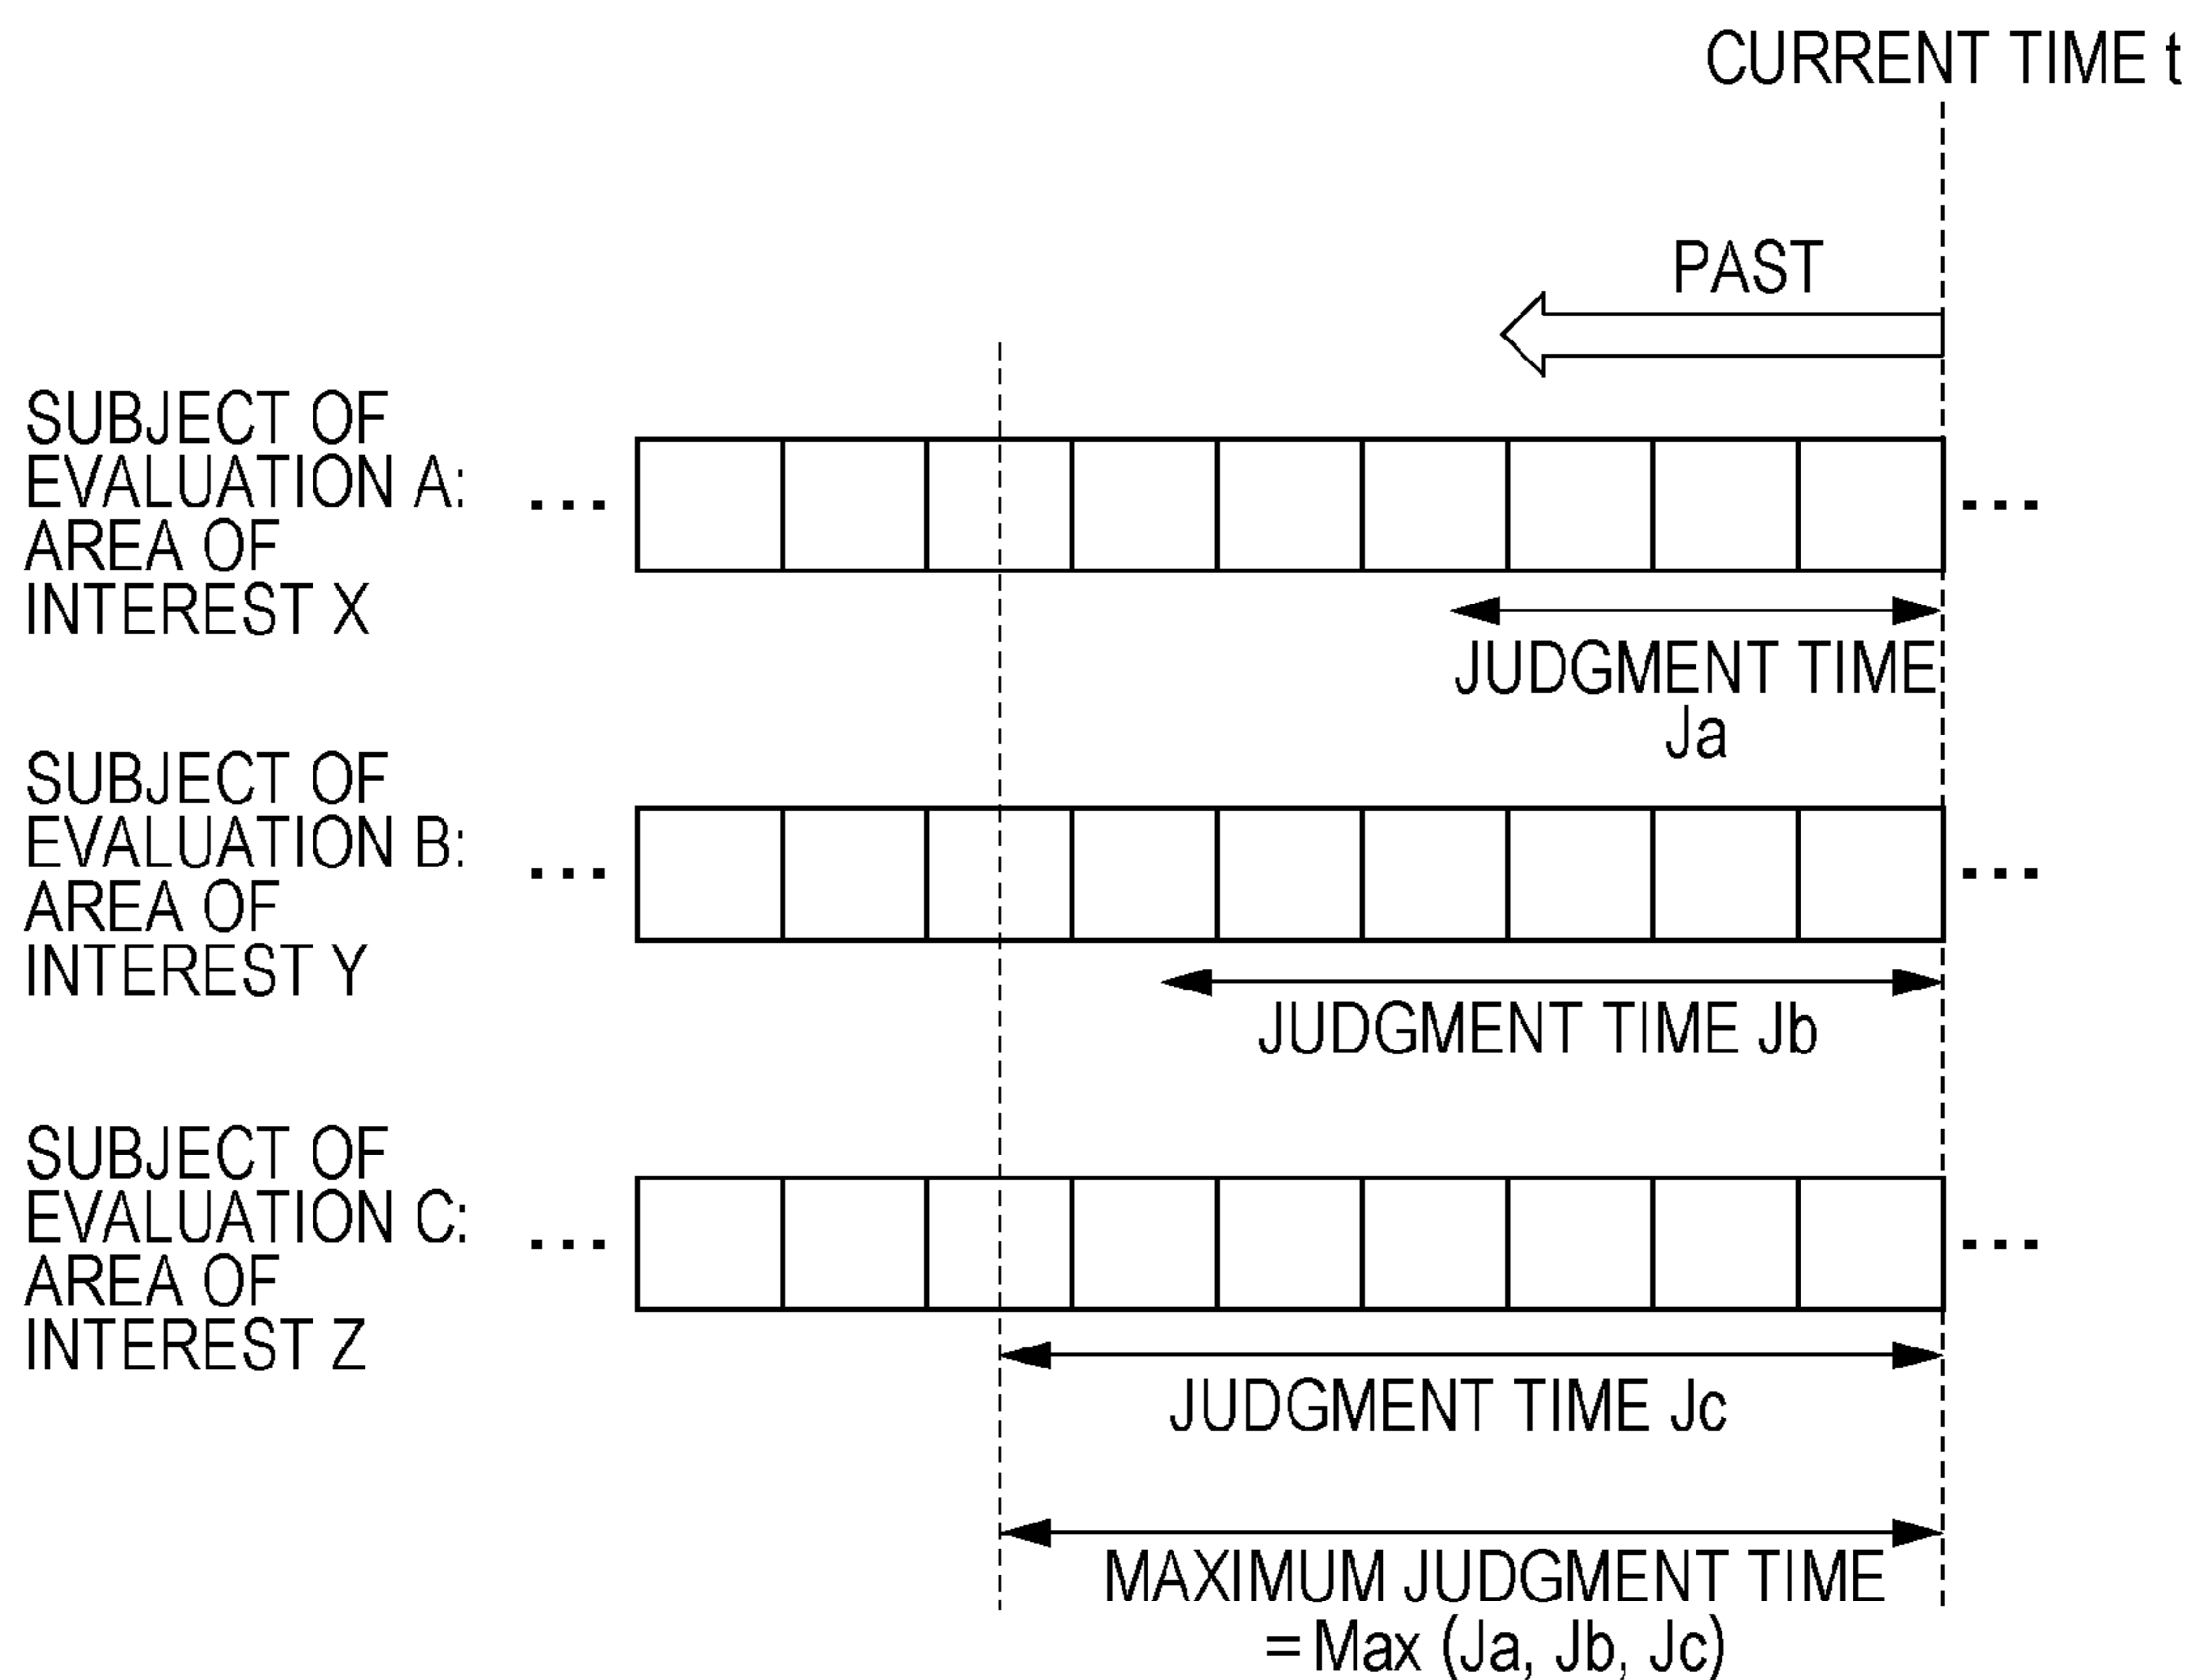 CURRENT TIME t
PAST
SUBJECT OF
EVALUATION A:
AREA OF
INTEREST X
...
...
JUDGMENT TIME
Ja
SUBJECT OF
EVALUATION B:
AREA OF
INTEREST Y
...
...
JUDGMENT TIME Jb
SUBJECT OF
EVALUATION C:
AREA OF
INTEREST Z
...
...
JUDGMENT TIME Jc
MAXIMUM JUDGMENT TIME
= Max (Ja, Jb, Jc)